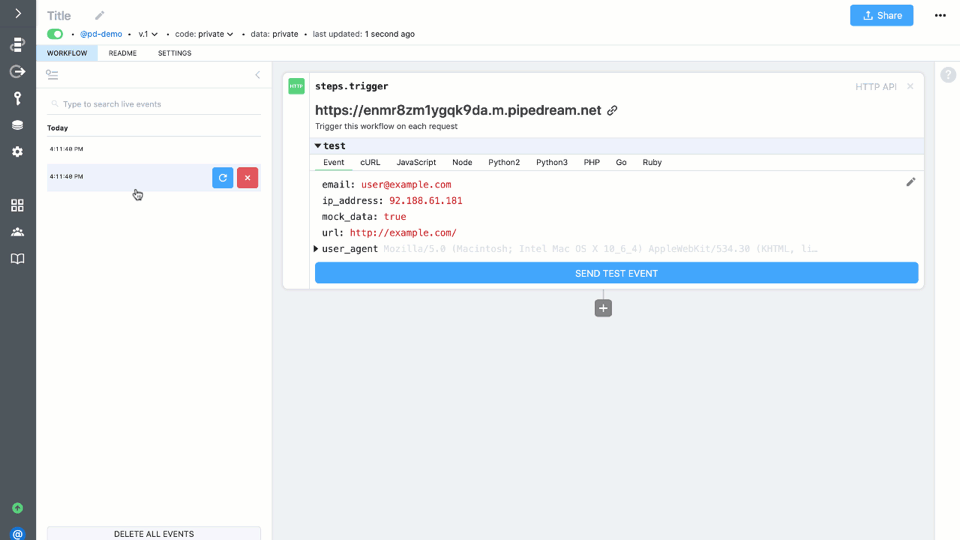 Title
Share
@pd-demo • v.1 • code: private • data: private • last updated: 1 second ago
WORKFLOW README SETTINGS
Type to search live events
Today
4:11:40 PM
4:11:40 PM
DELETE ALL EVENTS
@
HTTP
steps.trigger
HTTP API
https://enmr8zm1ygqk9da.m.pipedream.net
Trigger this workflow on each request
test
Event cURL JavaScript Node Python2 Python3 PHP Go Ruby
email: user@example.com
ip_address: 92.188.61.181
mock_data: true
url: http://example.com/
user_agent Mozilla/5.0 (Macintosh; Intel Mac OS X 10_6_4) AppleWebKit/534.30 (KHTML, li…
SEND TEST EVENT
+
?